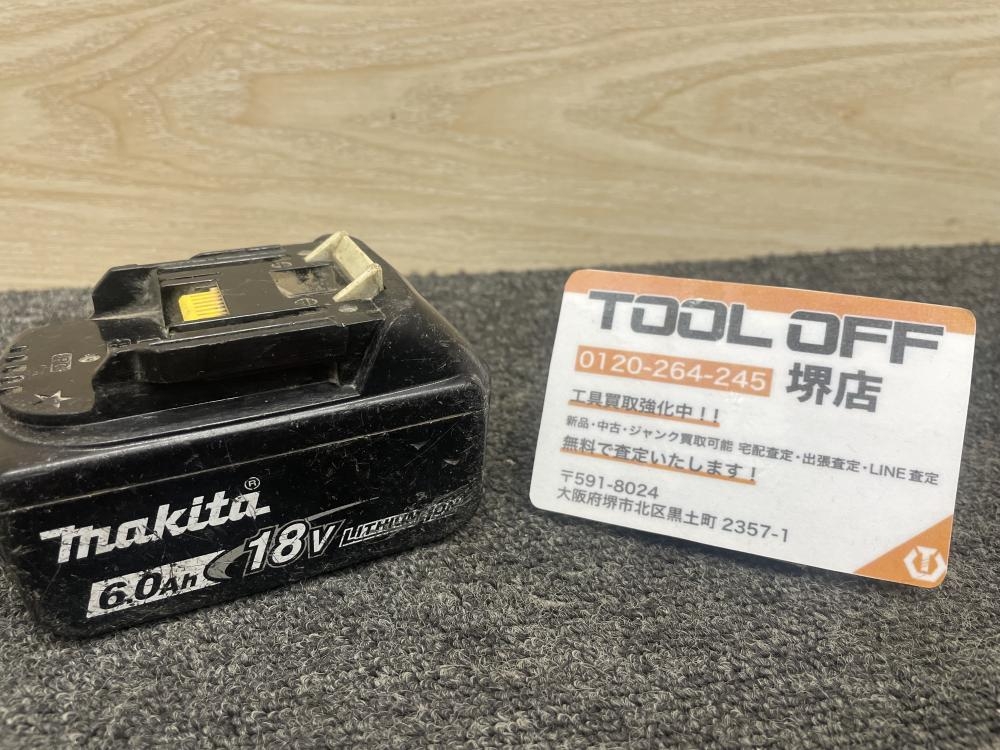 makita®
6.0Ah 18V LITHIUM-ION
TOOL OFF
0120-264-245 堺店
工具買取強化中！！
新品・中古・ジャンク買取可能 宅配査定・出張査定・LINE査定
無料で査定いたします！
〒591-8024
大阪府堺市北区黒土町 2357-1